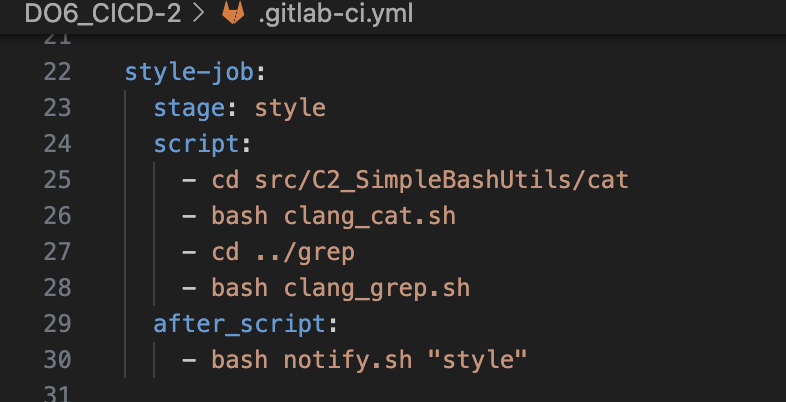 DO6_CICD-2 > .gitlab-ci.yml
21
22 style-job:
23 stage: style
24 script:
25 - cd src/C2_SimpleBashUtils/cat
26 - bash clang_cat.sh
27 - cd ../grep
28 - bash clang_grep.sh
29 after_script:
30 - bash notify.sh "style"
31